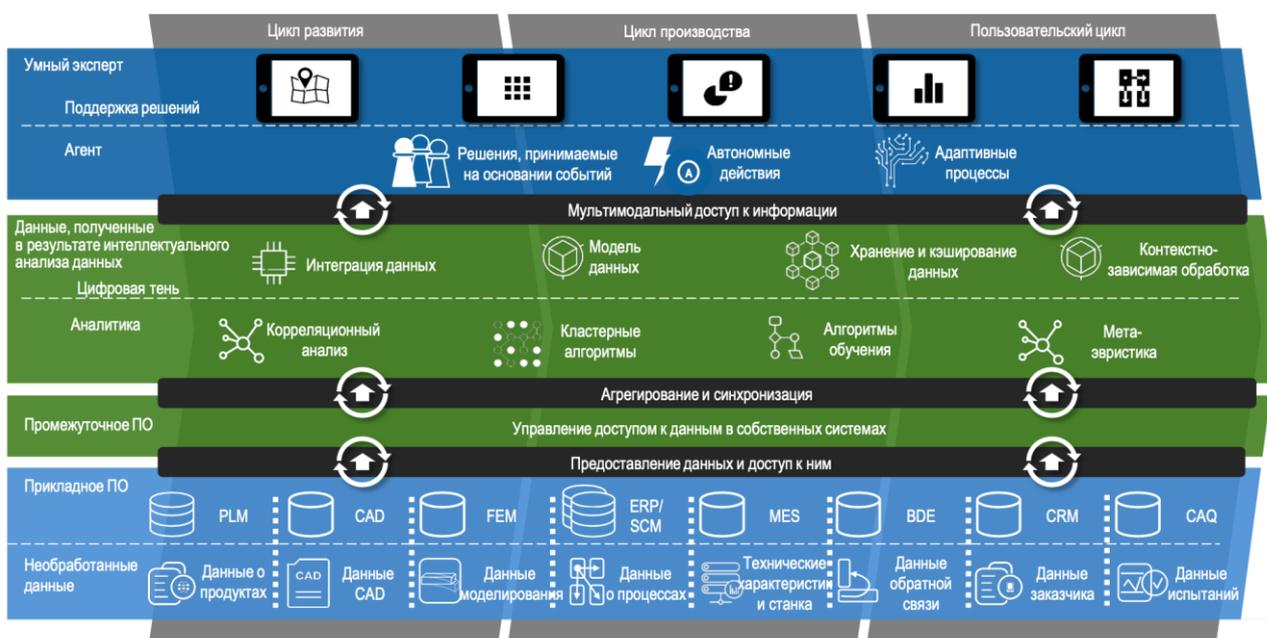 Цикл развития
Цикл производства
Пользовательский цикл
Умный эксперт
Поддержка решений
Агент
Решения, принимаемые
на основании событий
A
Автономные
действия
Адаптивные
процессы
Мультимодальный доступ к информации
Данные, полученные
в результате интеллектуального
анализа данных
Интеграция данных
Модель
данных
Хранение и кэширование
данных
Контекстно-
зависимая обработка
Цифровая тень
Аналитика
Корреляционный
анализ
Кластерные
алгоритмы
Алгоритмы
обучения
Мета-
эвристика
Агрегирование и синхронизация
Промежуточное ПО
Управление доступом к данным в собственных системах
Предоставление данных и доступ к ним
Прикладное ПО
PLM
CAD
FEM
ERP/
SCM
MES
BDE
CRM
CAQ
Необработанные
данные
Данные о
продуктах
CAD
Данные
CAD
Данные
моделирования
Данные
о процессах
Технические
характеристик
и станка
Данные
обратной
связи
Данные
заказчика
Данные
испытаний